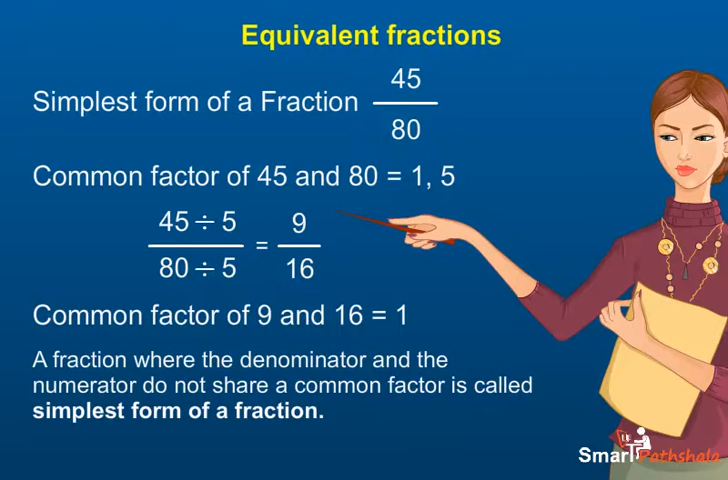 Equivalent fractions
Simplest form of a Fraction 45/80
Common factor of 45 and 80 = 1, 5
45 ÷ 5 / 80 ÷ 5 = 9/16
Common factor of 9 and 16 = 1
A fraction where the denominator and the
numerator do not share a common factor is called
simplest form of a fraction.
Smart Pathshala